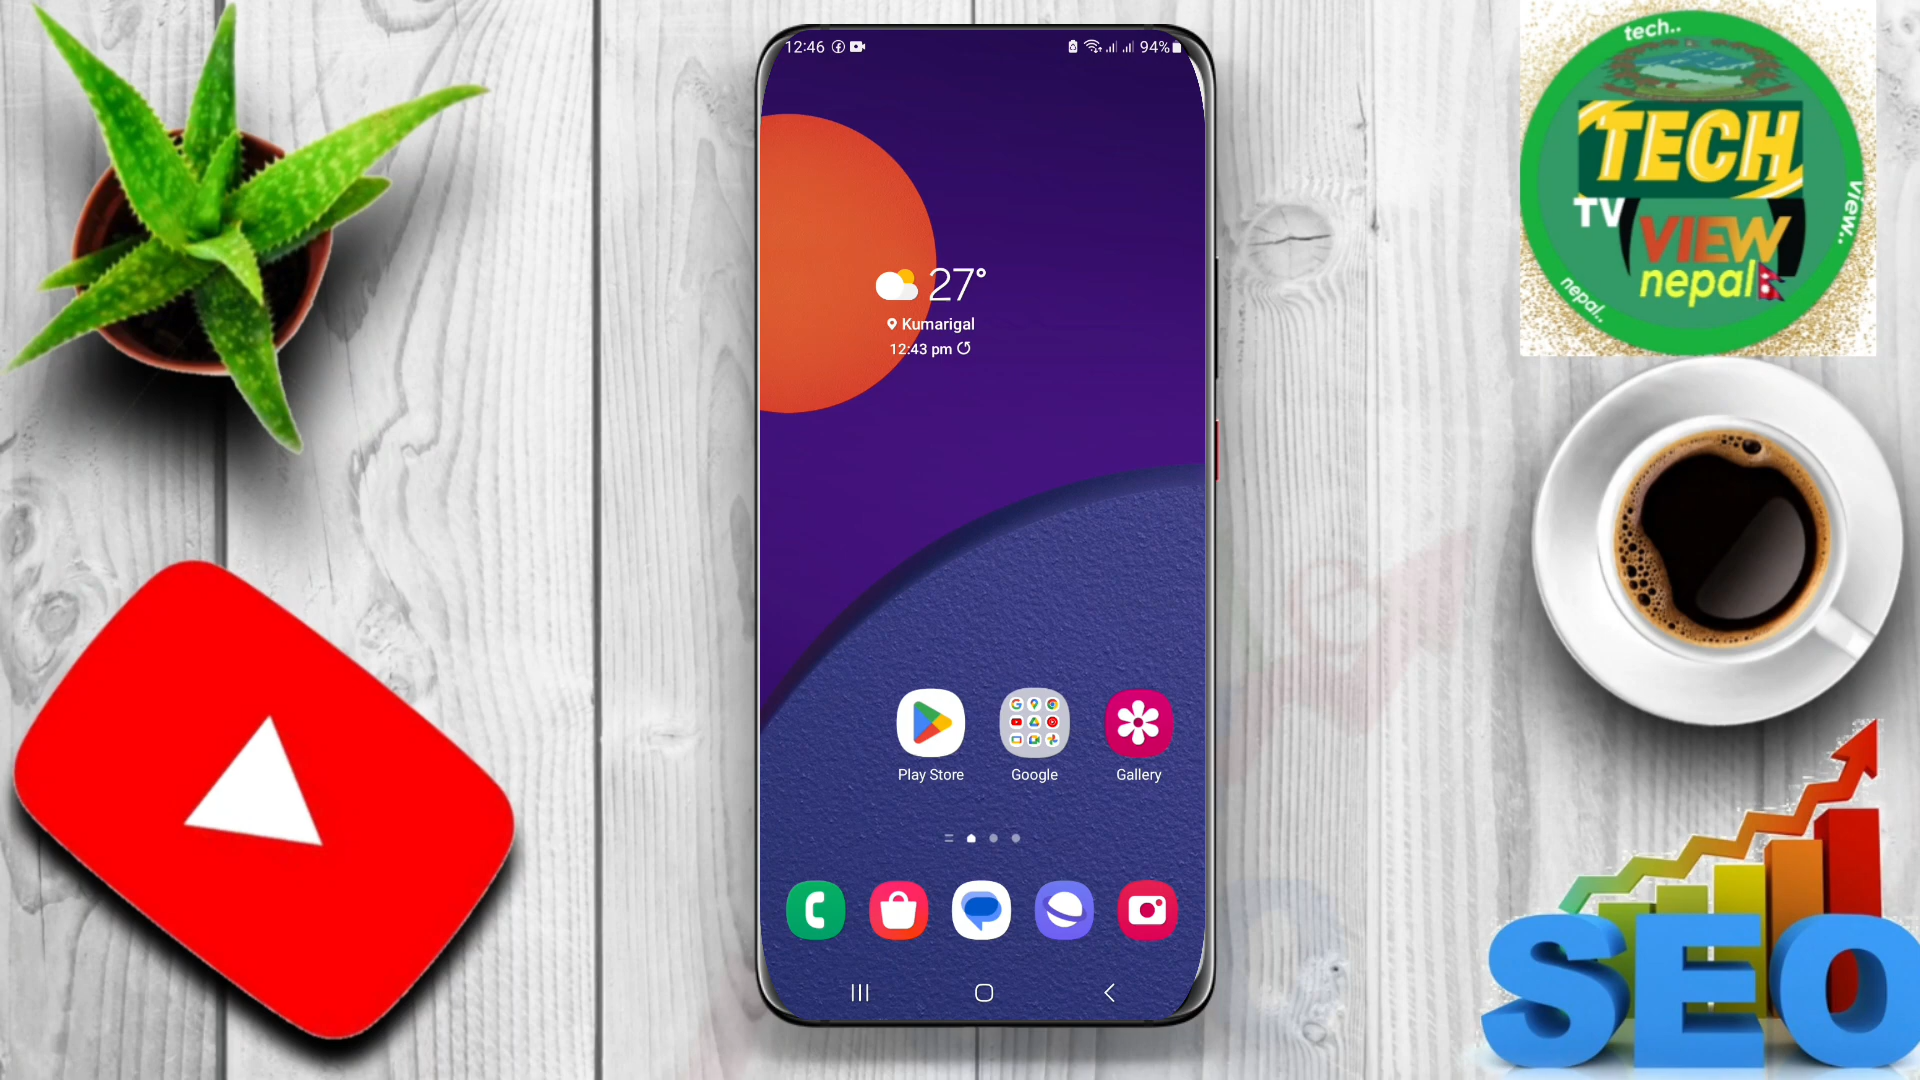 12:46
94%
27°
Kumarigal
12:43 pm
Play Store
Google
Gallery
tech..
TECH
TV
VIEW
nepal
view..
nepal..
SEO